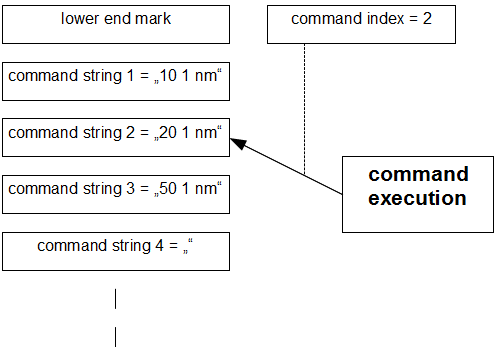 lower end mark
command index = 2
command string 1 = „10 1 nm“
command string 2 = „20 1 nm“
command string 3 = „50 1 nm“
command string 4 = „“
command
execution